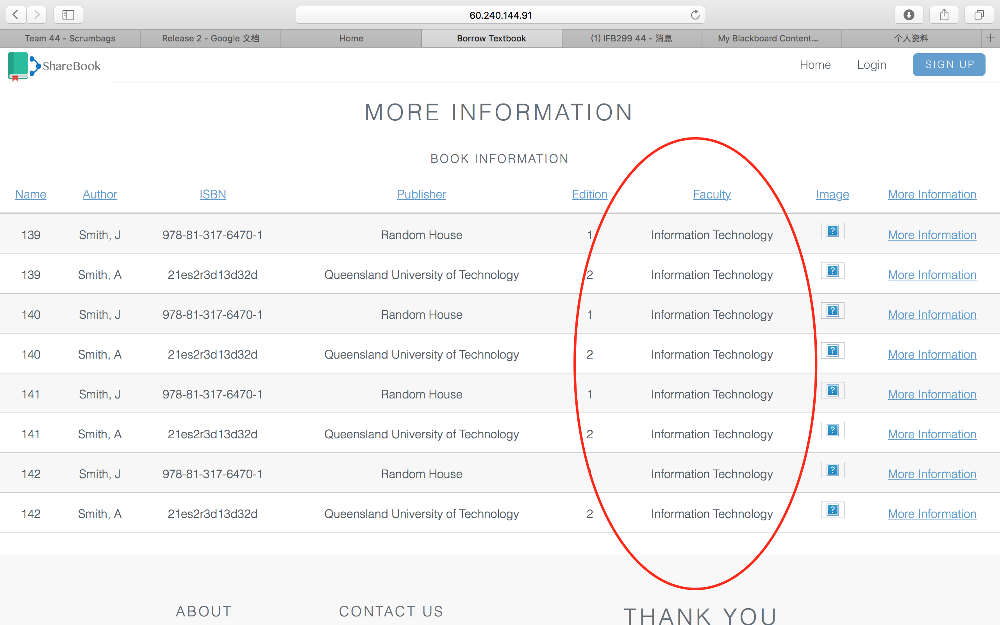 60.240.144.91
Team 44 - Scrumbags Release 2 - Google 文档 Home Borrow Textbook (1) IFB299 44 - 消息 My Blackboard Content... 个人资料
ShareBook Home Login SIGN UP
MORE INFORMATION
BOOK INFORMATION
Name Author ISBN Publisher Edition Faculty Image More Information
139 Smith, J 978-81-317-6470-1 Random House 1 Information Technology More Information
139 Smith, A 21es2r3d13d32d Queensland University of Technology 2 Information Technology More Information
140 Smith, J 978-81-317-6470-1 Random House 1 Information Technology More Information
140 Smith, A 21es2r3d13d32d Queensland University of Technology 2 Information Technology More Information
141 Smith, J 978-81-317-6470-1 Random House 1 Information Technology More Information
141 Smith, A 21es2r3d13d32d Queensland University of Technology 2 Information Technology More Information
142 Smith, J 978-81-317-6470-1 Random House 1 Information Technology More Information
142 Smith, A 21es2r3d13d32d Queensland University of Technology 2 Information Technology More Information
ABOUT CONTACT US THANK YOU